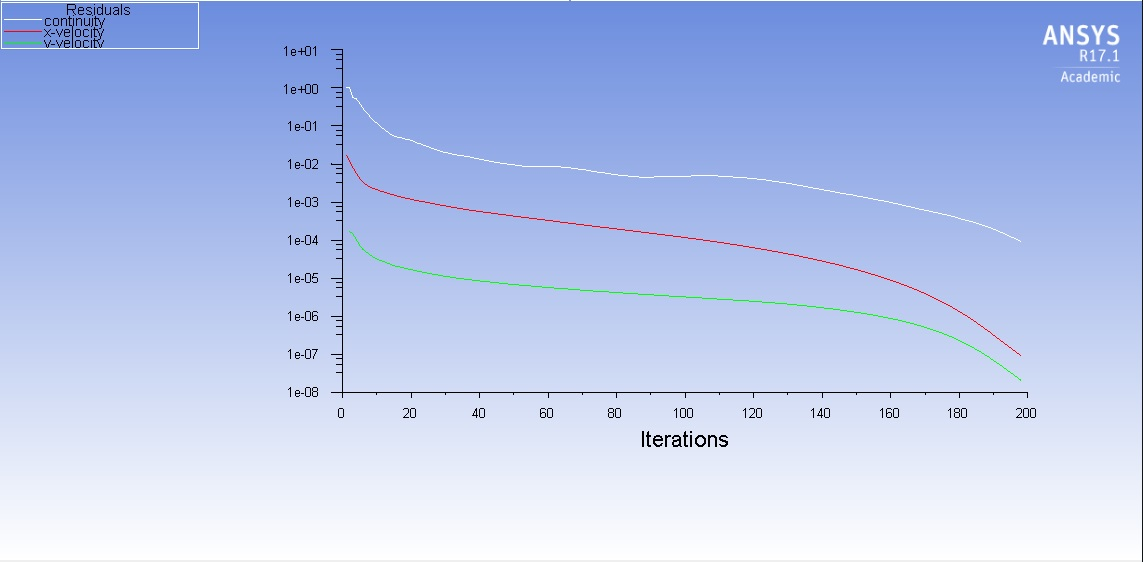 Residuals
continuity
x-velocity
y-velocity
ANSYS
R17.1
Academic
1e+01
1e+00
1e-01
1e-02
1e-03
1e-04
1e-05
1e-06
1e-07
1e-08
0 20 40 60 80 100 120 140 160 180 200
Iterations